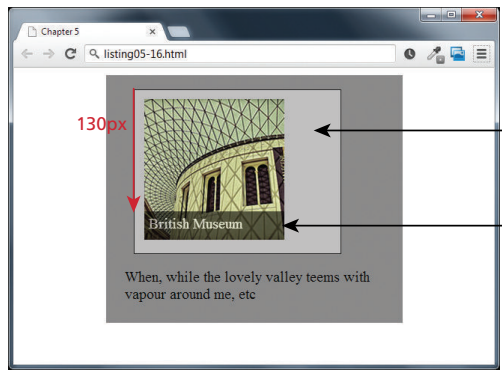 Chapter 5
listing05-16.html
130px
British Museum
When, while the lovely valley teems with
vapour around me, etc